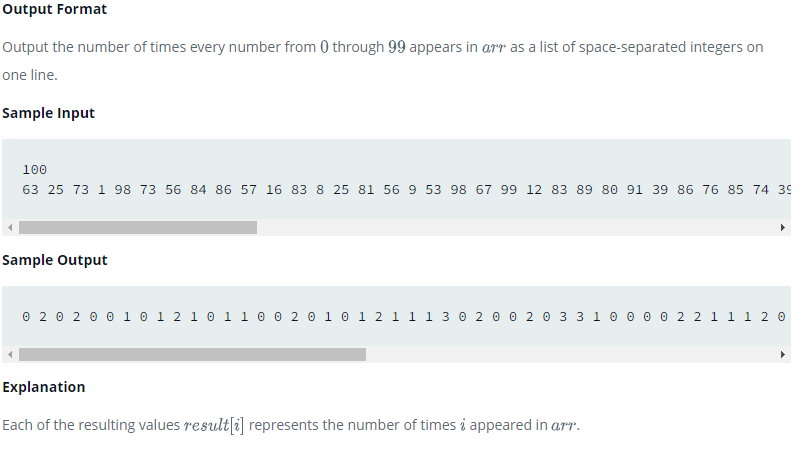 Output Format
Output the number of times every number from 0 through 99 appears in arr as a list of space-separated integers on
one line.
Sample Input
100
63 25 73 1 98 73 56 84 86 57 16 83 8 25 81 56 9 53 98 67 99 12 83 89 80 91 39 86 76 85 74 39
Sample Output
0 2 0 2 0 0 1 0 1 2 1 0 1 1 0 0 2 0 1 0 1 2 1 1 1 3 0 2 0 0 2 0 3 3 1 0 0 0 0 2 2 1 1 1 2 0
Explanation
Each of the resulting values result[i] represents the number of times i appeared in arr.